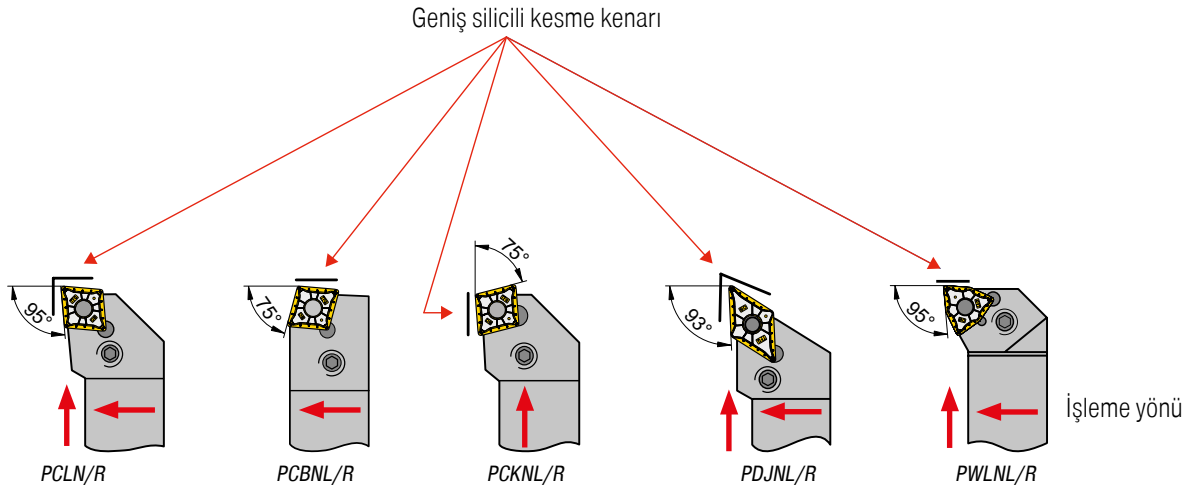 Geniş silicili kesme kenarı
95°
75°
75°
93°
95°
İşleme yönü
PCLN/R
PCBNL/R
PCKNL/R
PDJNL/R
PWLNL/R